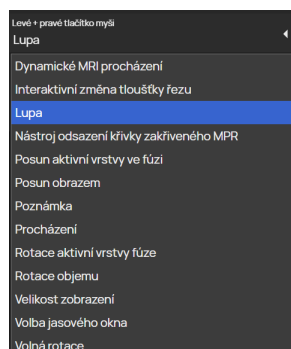 Levé + pravé tlačítko myši
Lupa
Dynamické MRI procházení
Interaktivní změna tloušťky řezu
Lupa
Nástroj odsazení křivky zakřiveného MPR
Posun aktivní vrstvy ve fúzi
Posun obrazem
Poznámka
Procházení
Rotace aktivní vrstvy fúze
Rotace objemu
Velikost zobrazení
Volba jasového okna
Volná rotace